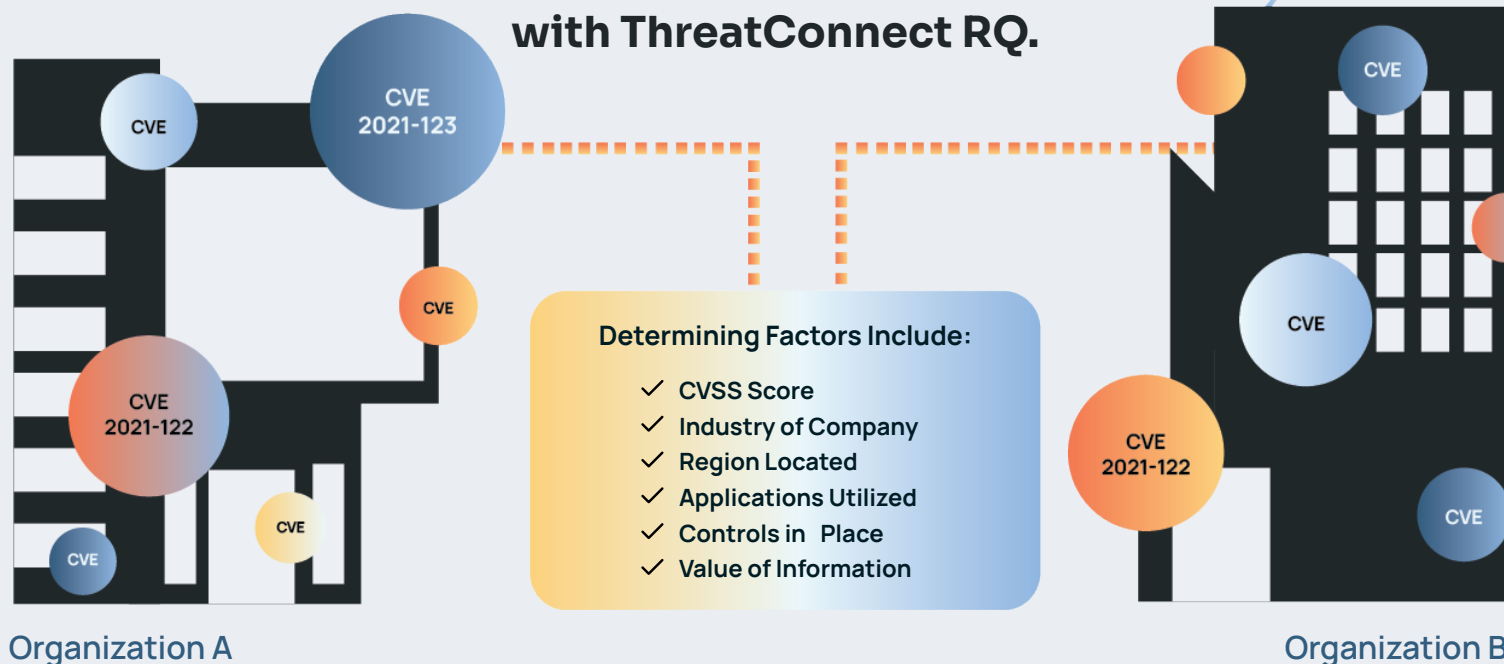 with ThreatConnect RQ.
CVE
CVE
2021-123
CVE
CVE
2021-122
CVE
CVE
Determining Factors Include:
✓ CVSS Score
✓ Industry of Company
✓ Region Located
✓ Applications Utilized
✓ Controls in Place
✓ Value of Information
CVE
CVE
CVE
2021-122
CVE
Organization A
Organization B